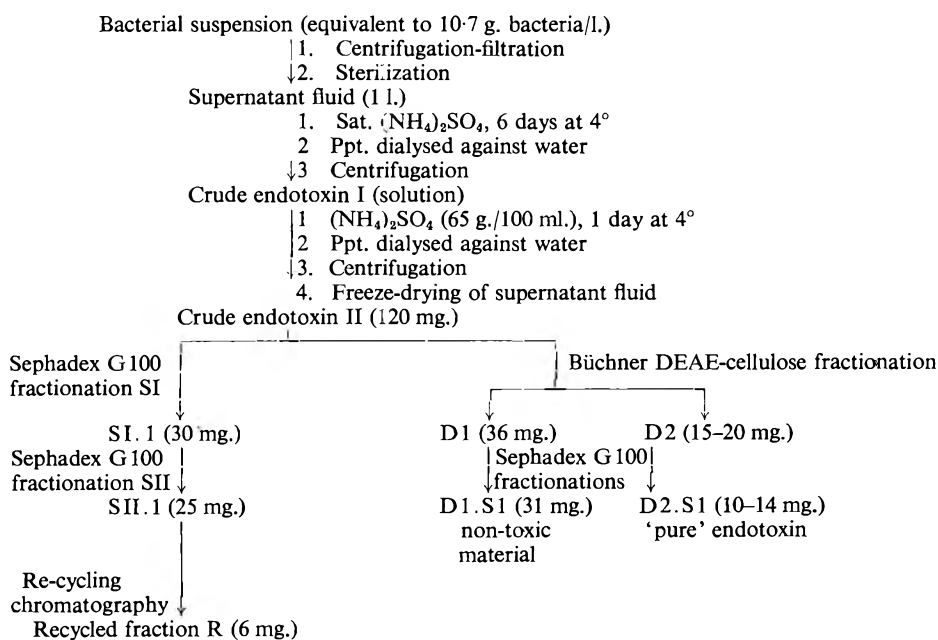 Bacterial suspension (equivalent to 10·7 g. bacteria/l.)
1. Centrifugation-filtration
2. Sterilization
Supernatant fluid (1 l.)
1. Sat. (NH₄)₂SO₄, 6 days at 4°
2 Ppt. dialysed against water
3 Centrifugation
Crude endotoxin I (solution)
1 (NH₄)₂SO₄ (65 g./100 ml.), 1 day at 4°
2 Ppt. dialysed against water
3. Centrifugation
4. Freeze-drying of supernatant fluid
Crude endotoxin II (120 mg.)
Sephadex G 100
fractionation SI
Büchner DEAE-cellulose fractionation
SI.1 (30 mg.)
D1 (36 mg.)
D2 (15–20 mg.)
Sephadex G 100
fractionation SII
Sephadex G 100
fractionations
SII.1 (25 mg.)
D1.S1 (31 mg.)
non-toxic
material
D2.S1 (10–14 mg.)
'pure' endotoxin
Re-cycling
chromatography
Recycled fraction R (6 mg.)